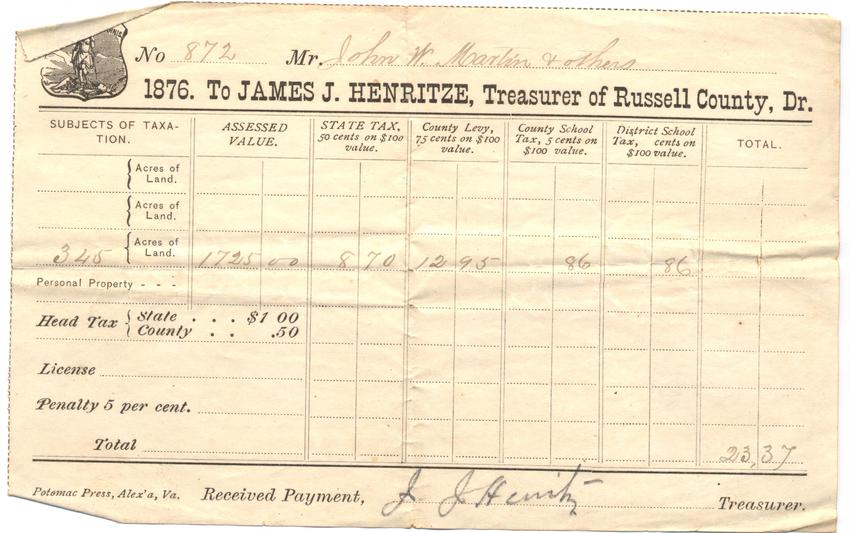 No 872 Mr. John W. Martin & others
1876. To JAMES J. HENRITZE, Treasurer of Russell County, Dr.
SUBJECTS OF TAXA-
TION.
ASSESSED
VALUE.
STATE TAX,
50 cents on $100
value.
County Levy,
75 cents on $100
value.
County School
Tax, 5 cents on
$100 value.
District School
Tax, cents on
$100 value.
TOTAL.
Acres of
Land.
Acres of
Land.
345 Acres of
Land. 1725 00 8 70 12 95 86 86
Personal Property - - -
Head Tax { State . . . $1 00
County . . .50
License
Penalty 5 per cent.
Total 23,37
Potomac Press, Alex'a, Va. Received Payment, J. J. Henritz Treasurer.